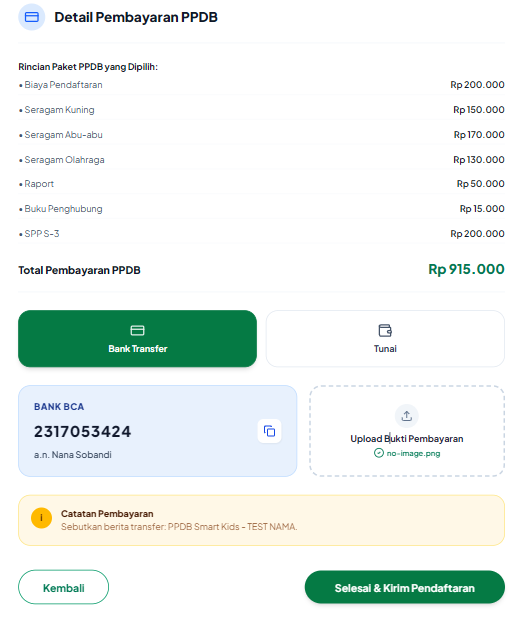 Detail Pembayaran PPDB
Rincian Paket PPDB yang Dipilih:
• Biaya Pendaftaran Rp 200.000
• Seragam Kuning Rp 150.000
• Seragam Abu-abu Rp 170.000
• Seragam Olahraga Rp 130.000
• Raport Rp 50.000
• Buku Penghubung Rp 15.000
• SPP S-3 Rp 200.000
Total Pembayaran PPDB Rp 915.000
Bank Transfer
Tunai
BANK BCA
2317053424
a.n. Nana Sobandi
Upload Bukti Pembayaran
no-image.png
i
Catatan Pembayaran
Sebutkan berita transfer: PPDB Smart Kids - TEST NAMA.
Kembali
Selesai & Kirim Pendaftaran